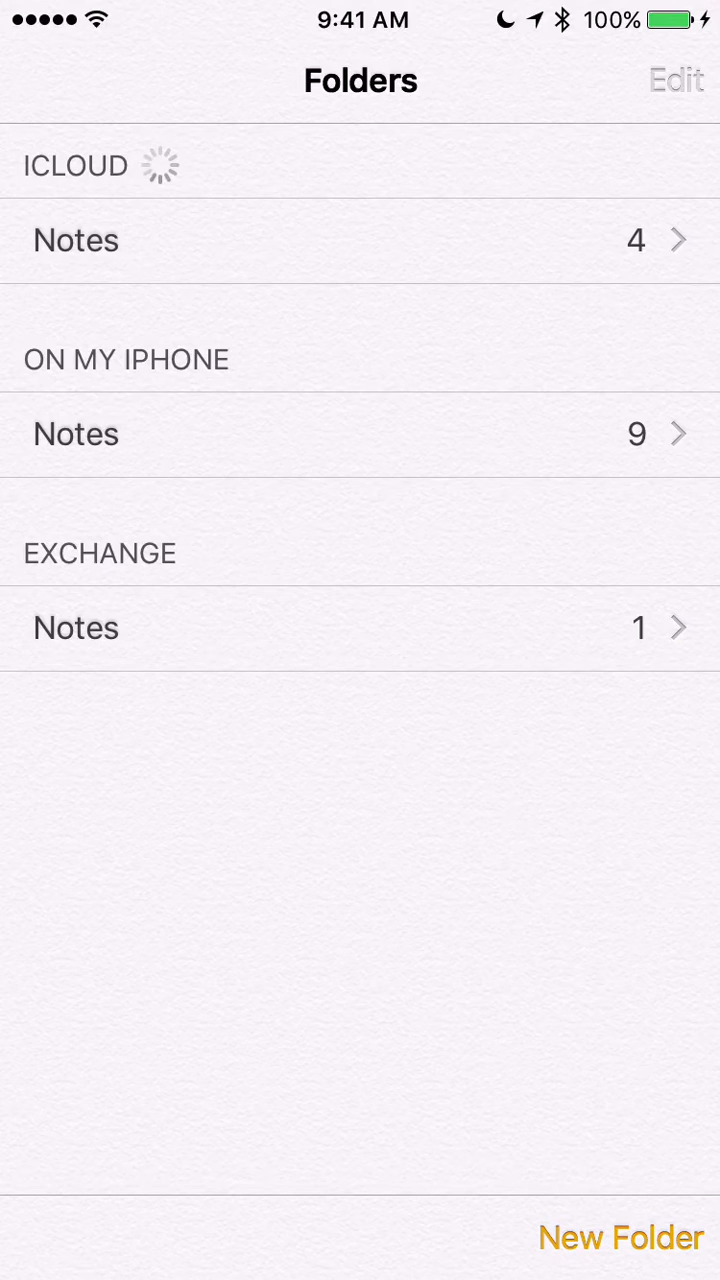 9:41 AM 100%
Folders Edit
ICLOUD
Notes 4
ON MY IPHONE
Notes 9
EXCHANGE
Notes 1
New Folder